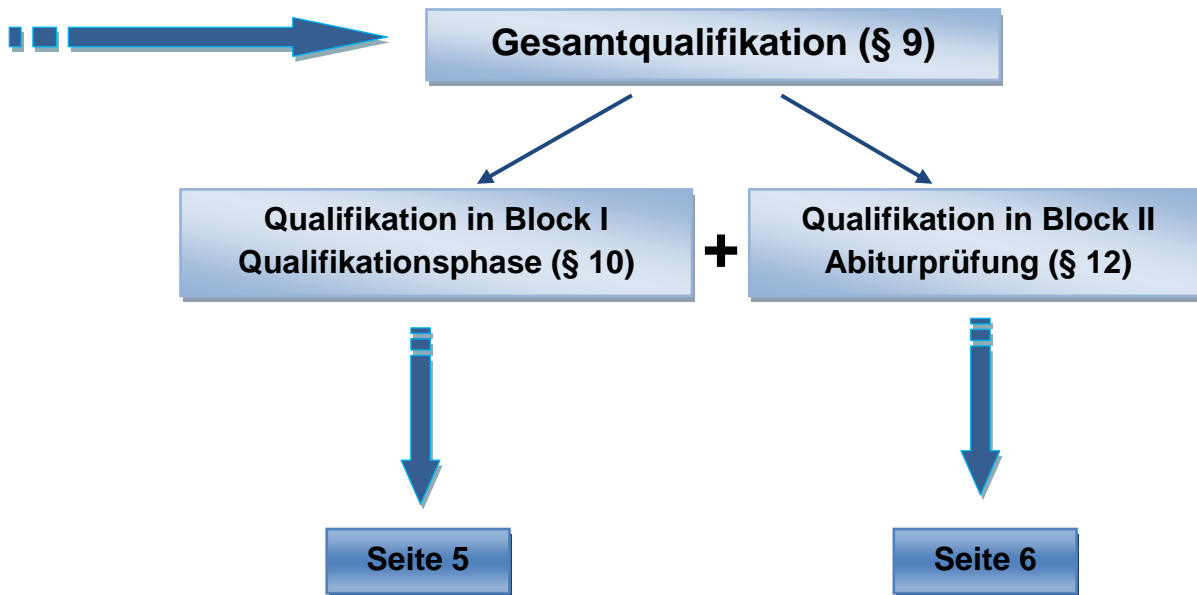 Gesamtqualifikation (§ 9)
Qualifikation in Block I
Qualifikationsphase (§ 10)
+
Qualifikation in Block II
Abiturprüfung (§ 12)
Seite 5
Seite 6